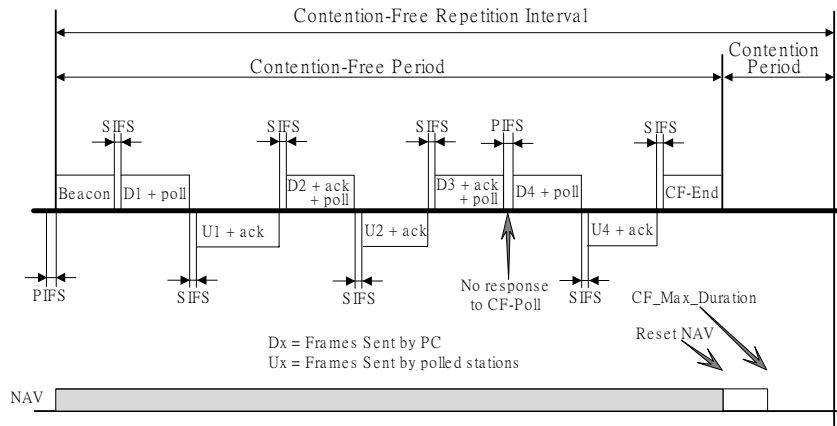 Contention-Free Repetition Interval
Contention-Free Period
Contention
Period
SIFS
SIFS
SIFS
PIFS
SIFS
Beacon
D1 + poll
D2 + ack
+ poll
D3 + ack
+ poll
D4 + poll
CF-End
U1 + ack
U2 + ack
U4 + ack
PIFS
SIFS
SIFS
No response
to CF-Poll
SIFS
CF_Max_Duration
Reset NAV
Dx = Frames Sent by PC
Ux = Frames Sent by polled stations
NAV